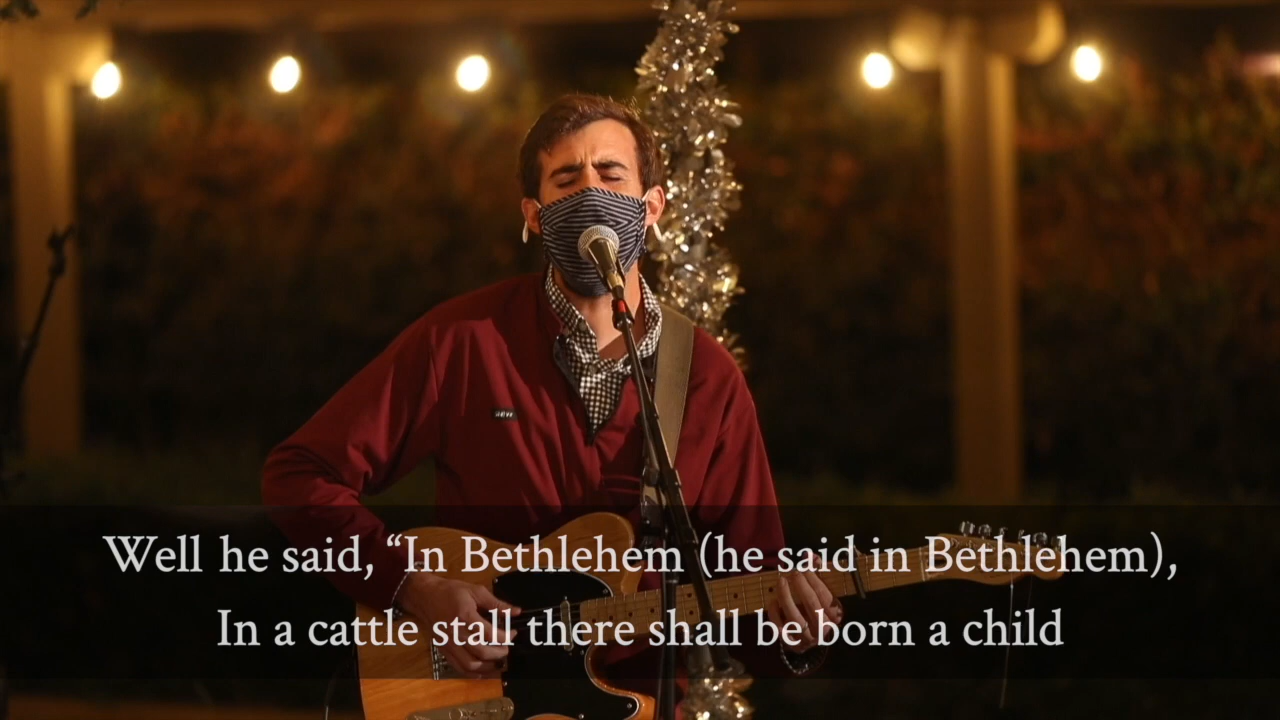 Well he said, “In Bethlehem (he said in Bethlehem),
In a cattle stall there shall be born a child